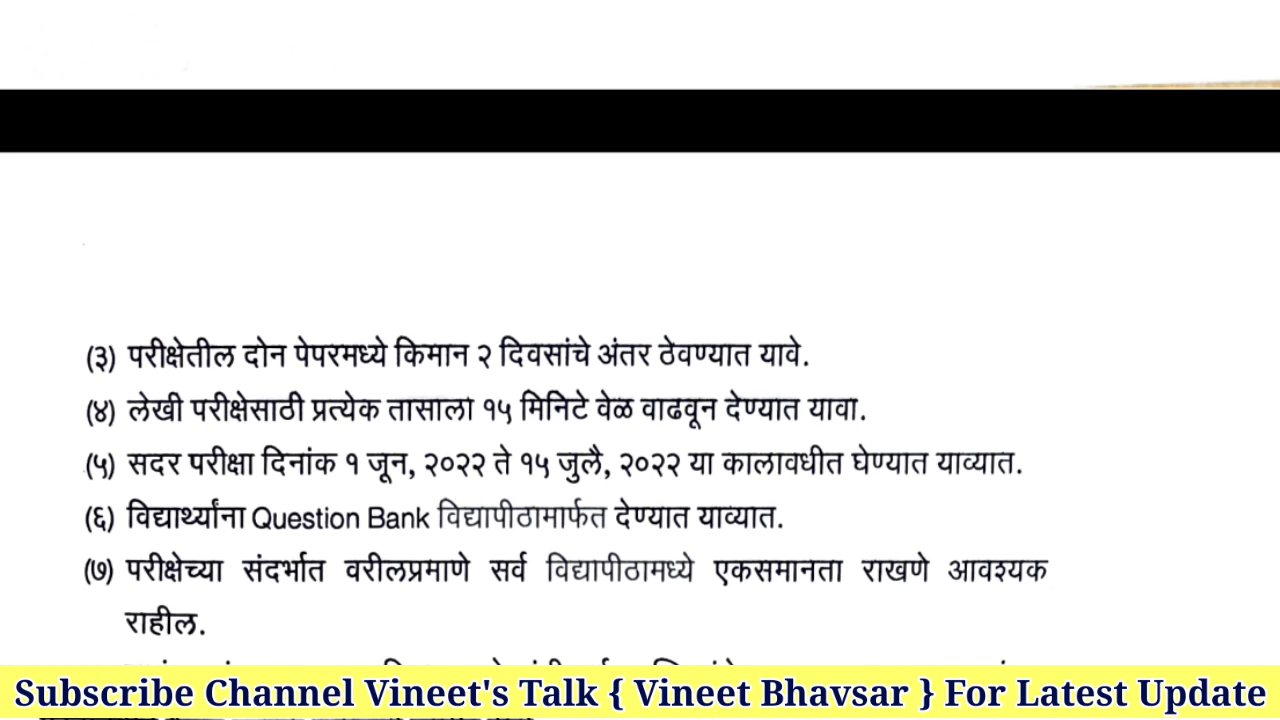 (३) परीक्षेतील दोन पेपरमध्ये किमान २ दिवसांचे अंतर ठेवण्यात यावे.
(४) लेखी परीक्षेसाठी प्रत्येक तासाला १५ मिनिटे वेळ वाढवून देण्यात यावा.
(५) सदर परीक्षा दिनांक १ जून, २०२२ ते १५ जुलै, २०२२ या कालावधीत घेण्यात याव्यात.
(६) विद्यार्थ्यांना Question Bank विद्यापीठामार्फत देण्यात याव्यात.
(७) परीक्षेच्या संदर्भात वरीलप्रमाणे सर्व विद्यापीठामध्ये एकसमानता राखणे आवश्यक
राहील.
Subscribe Channel Vineet's Talk { Vineet Bhavsar } For Latest Update